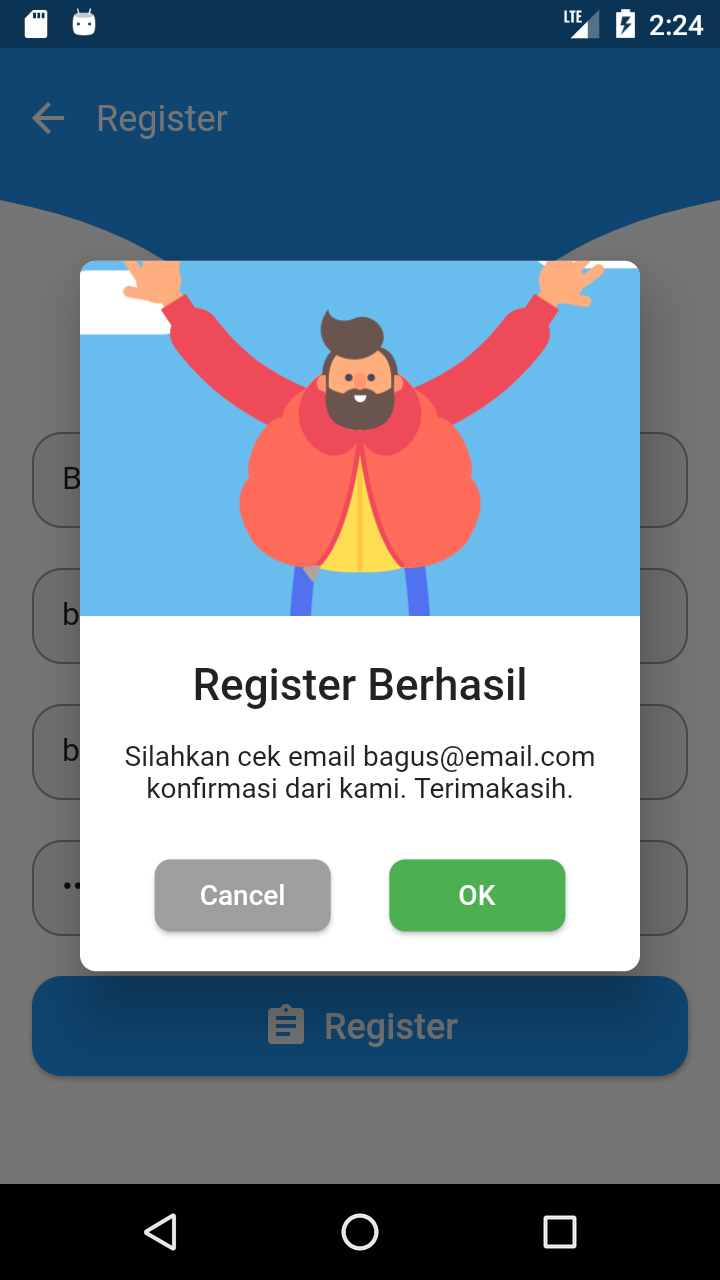 LTE 2:24
Register
B
b
b
Register Berhasil
Silahkan cek email bagus@email.com
konfirmasi dari kami. Terimakasih.
Cancel OK
Register